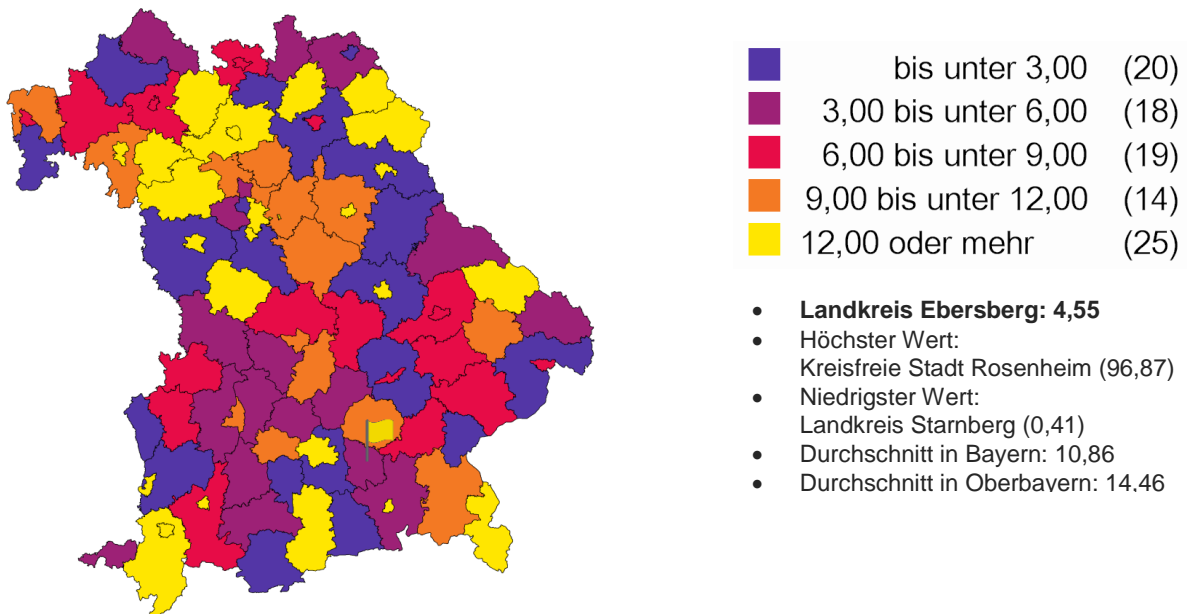 bis unter 3,00 (20)
3,00 bis unter 6,00 (18)
6,00 bis unter 9,00 (19)
9,00 bis unter 12,00 (14)
12,00 oder mehr (25)
• Landkreis Ebersberg: 4,55
• Höchster Wert:
Kreisfreie Stadt Rosenheim (96,87)
• Niedrigster Wert:
Landkreis Starnberg (0,41)
• Durchschnitt in Bayern: 10,86
• Durchschnitt in Oberbayern: 14,46